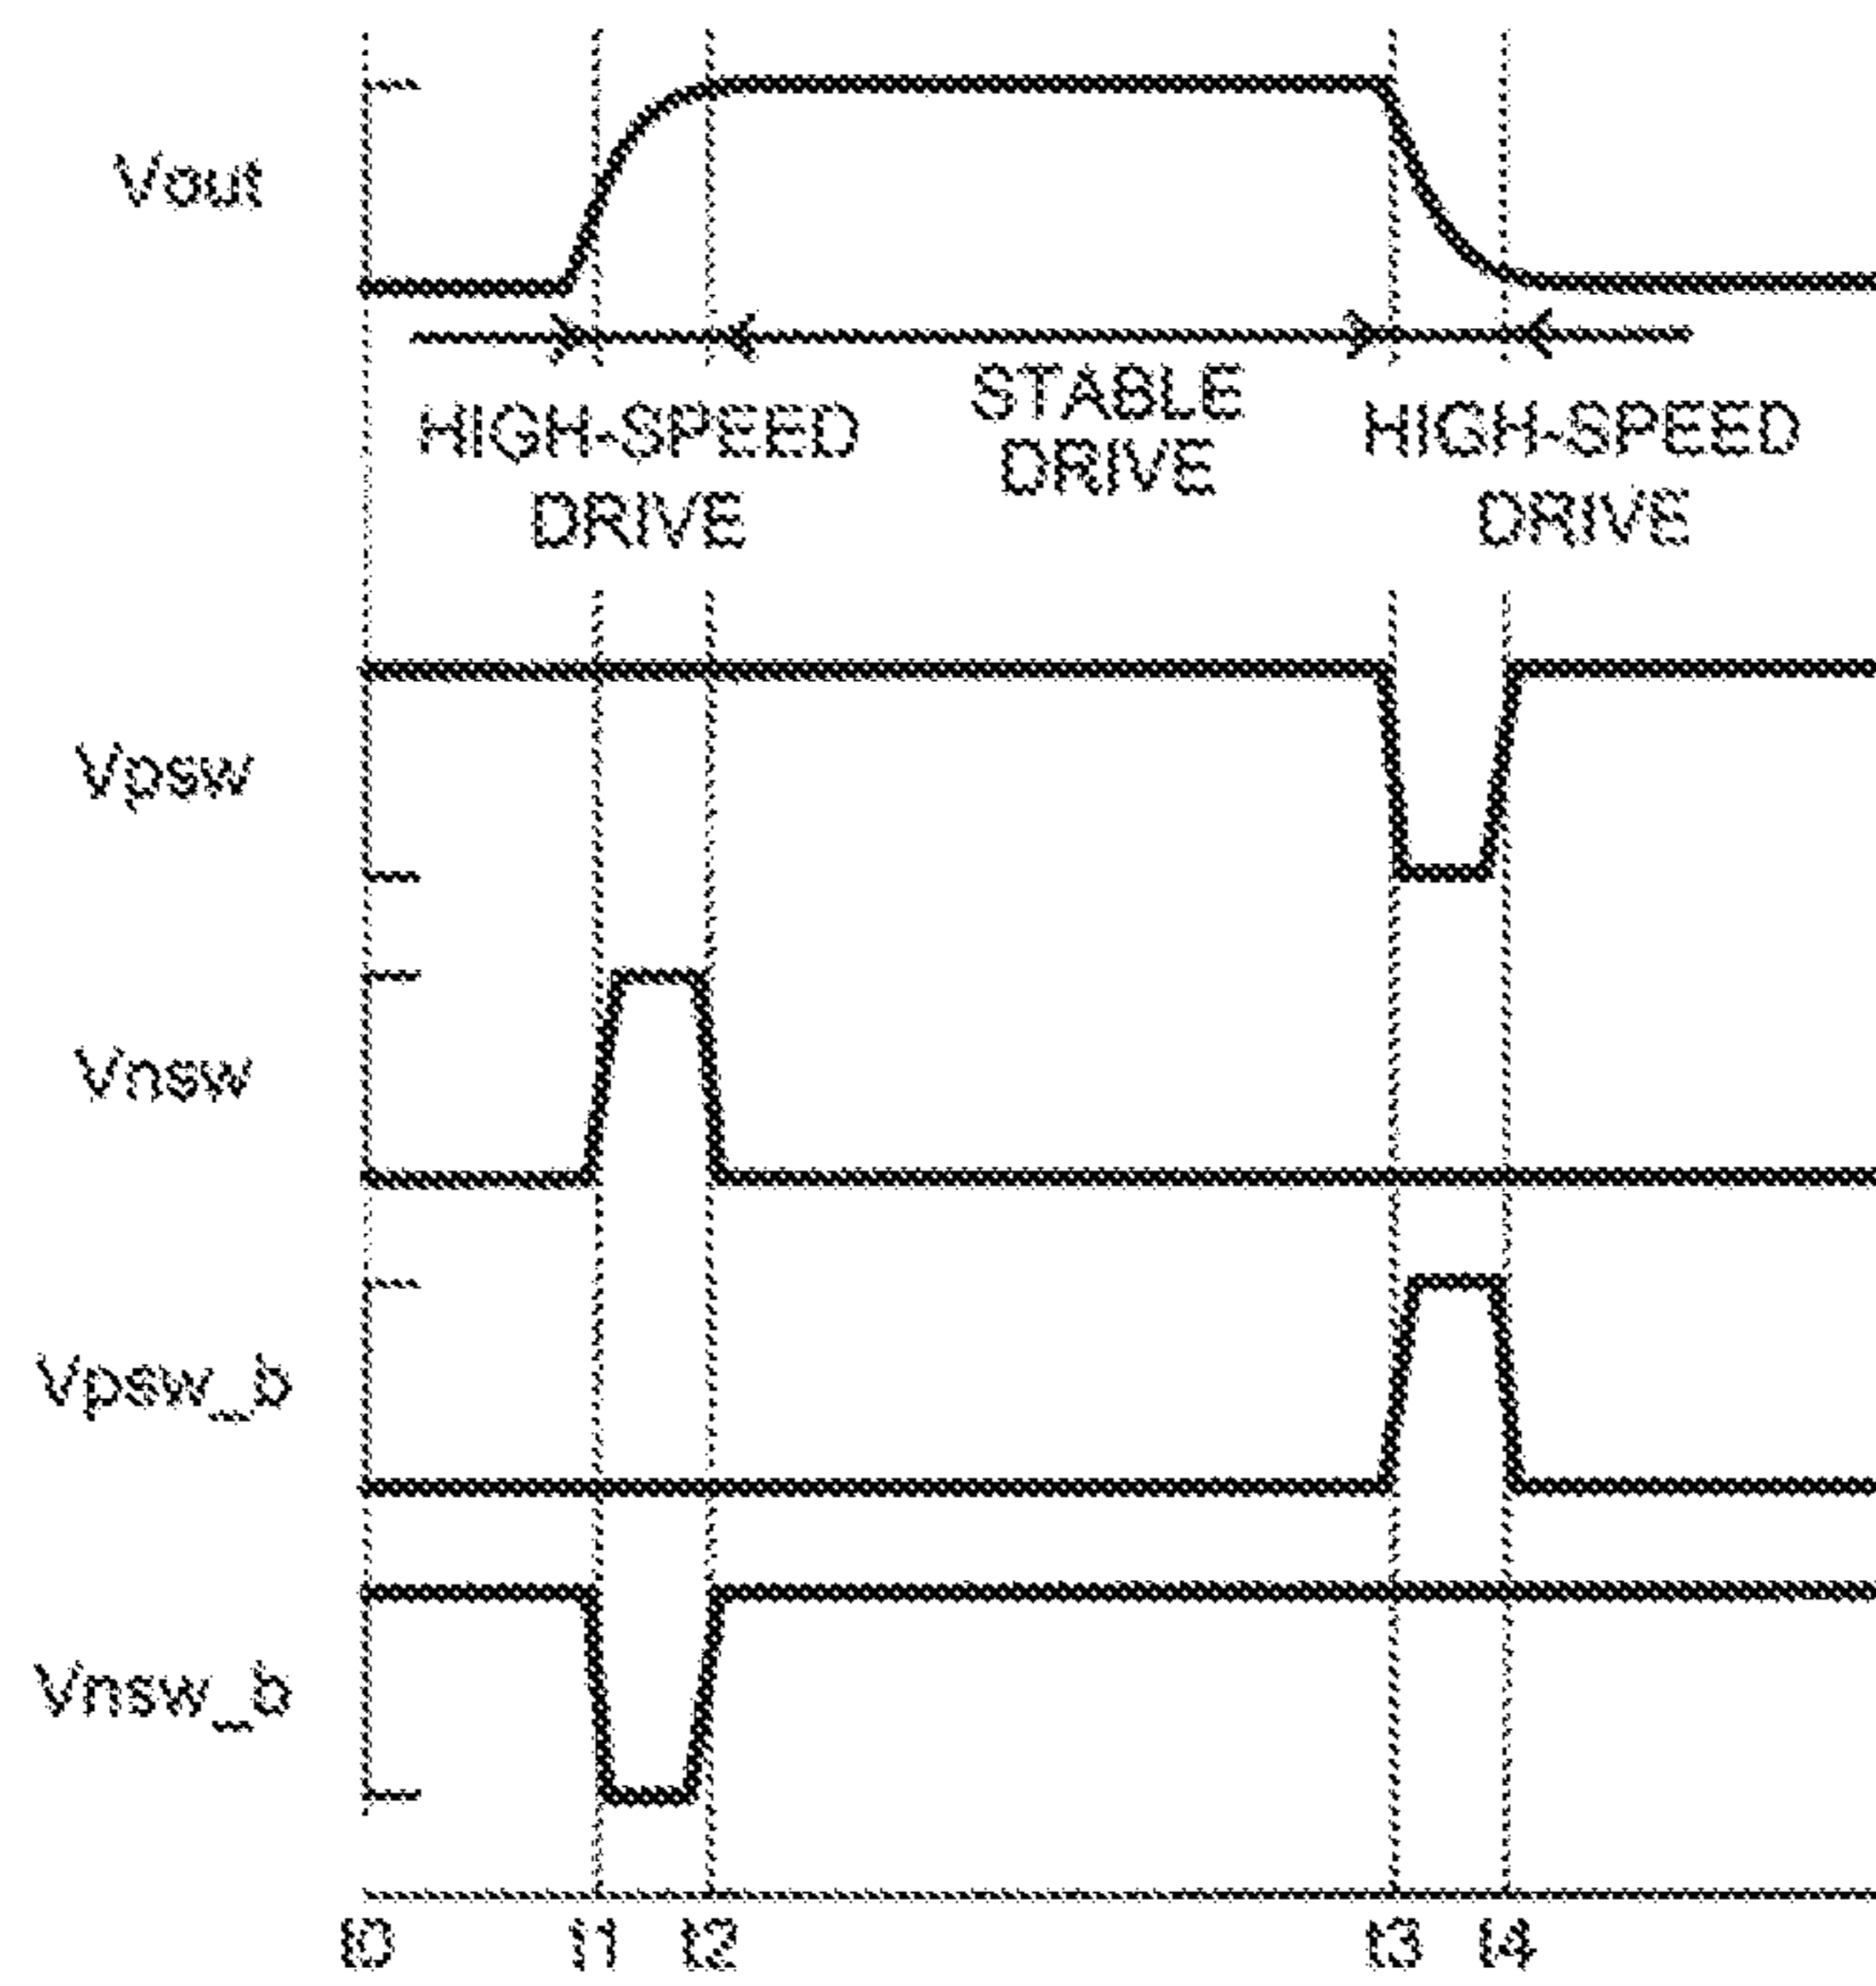 Vout
HIGH-SPEED
DRIVE
STABLE
DRIVE
HIGH-SPEED
DRIVE
Vpsw
Vnsw
Vpsw_b
Vnsw_b
t0 t1 t2 t3 t4